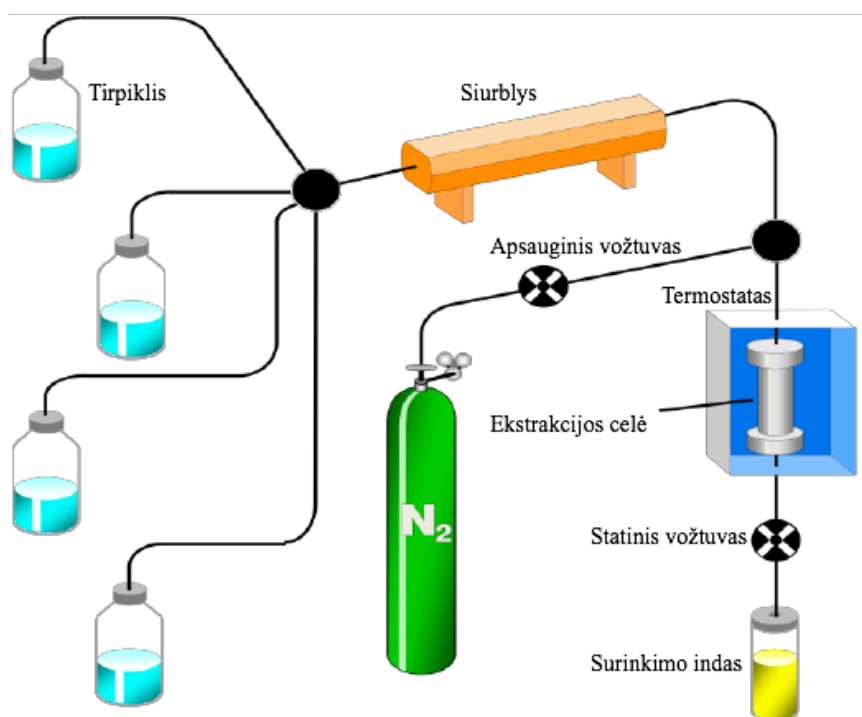 Tirpiklis
Siurblys
Apsauginis vožtuvas
Termostatas
Ekstrakcijos celė
N₂
Statinis vožtuvas
Surinkimo indas